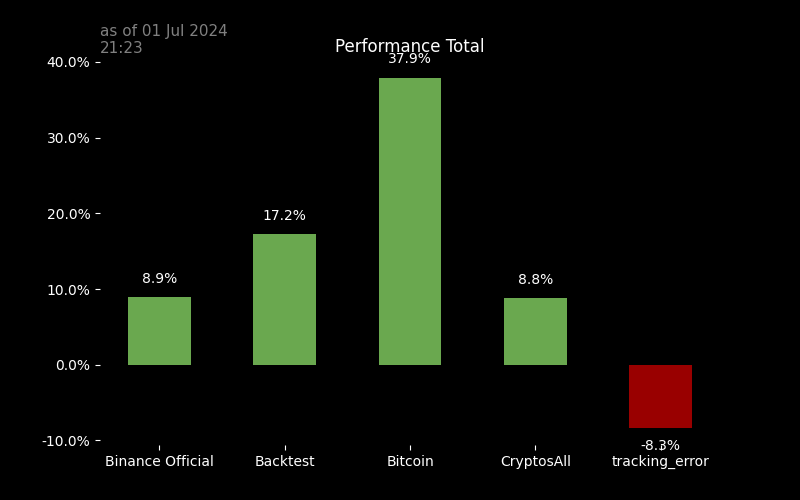 as of 01 Jul 2024
21:23
Performance Total
40.0%
30.0%
20.0%
10.0%
0.0%
-10.0%
8.9%
17.2%
37.9%
8.8%
-8.3%
Binance Official
Backtest
Bitcoin
CryptosAll
tracking_error